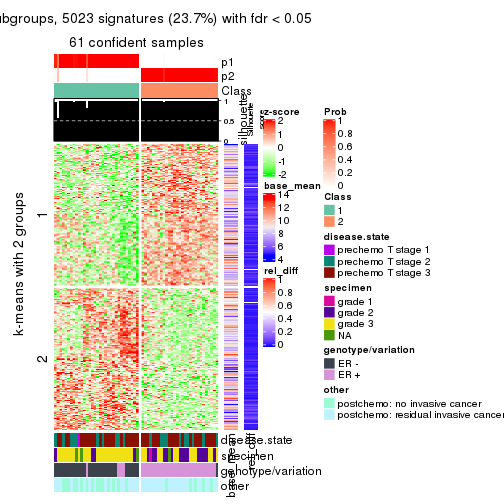 bgroups, 5023 signatures (23.7%) with fdr < 0.05
61 confident samples
p1
p2
Class
1
0.5
0
silhouette
k-means with 2 groups
1
2
disease.state
specimen
genotype/variation
other
base_mean
rel_diff
z-score
2
1
0
-1
-2
base_mean
14
12
10
8
6
4
rel_diff
1
0.8
0.6
0.4
0.2
0
Prob
1
0.8
0.6
0.4
0.2
0
Class
1
2
disease.state
prechemo T stage 1
prechemo T stage 2
prechemo T stage 3
specimen
grade 1
grade 2
grade 3
NA
genotype/variation
ER -
ER +
other
postchemo: no invasive cancer
postchemo: residual invasive cancer